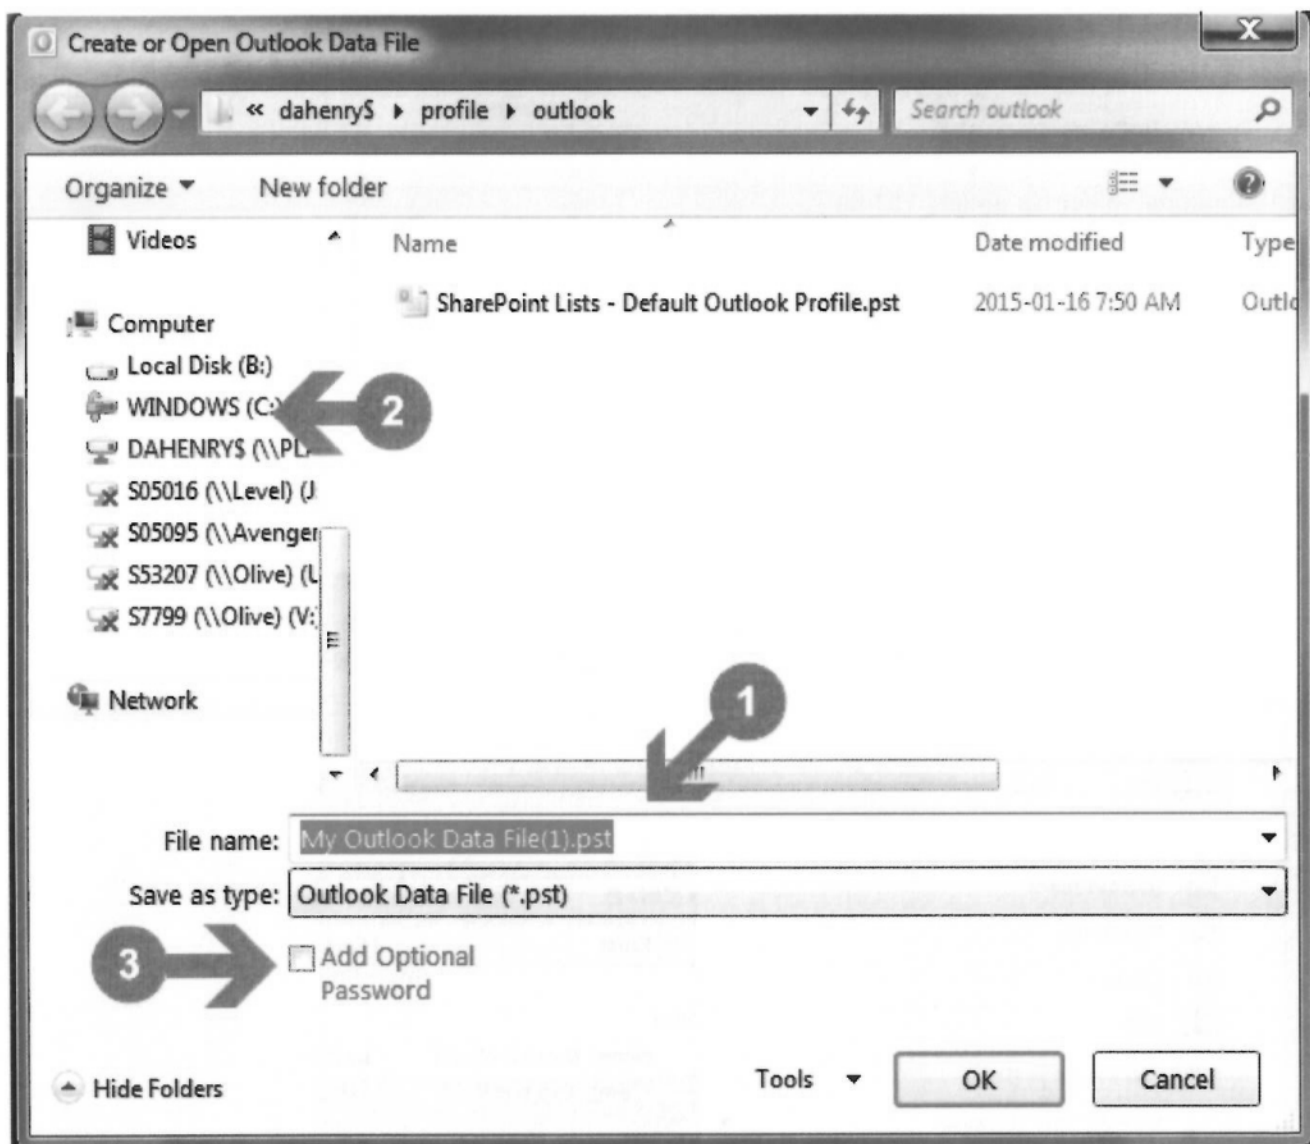 Create or Open Outlook Data File
X
« dahenry$ ▸ profile ▸ outlook
Search outlook
Organize ▾ New folder
Videos
Name Date modified Type
SharePoint Lists - Default Outlook Profile.pst 2015-01-16 7:50 AM Outlo
Computer
Local Disk (B:)
WINDOWS (C:)
2
DAHENRY$ (\\PL
S05016 (\\Level) (J:
S05095 (\\Avenger
S53207 (\\Olive) (U
S7799 (\\Olive) (V:)
Network
1
File name: My Outlook Data File(1).pst
Save as type: Outlook Data File (*.pst)
3
Add Optional
Password
Hide Folders
Tools ▾ OK Cancel